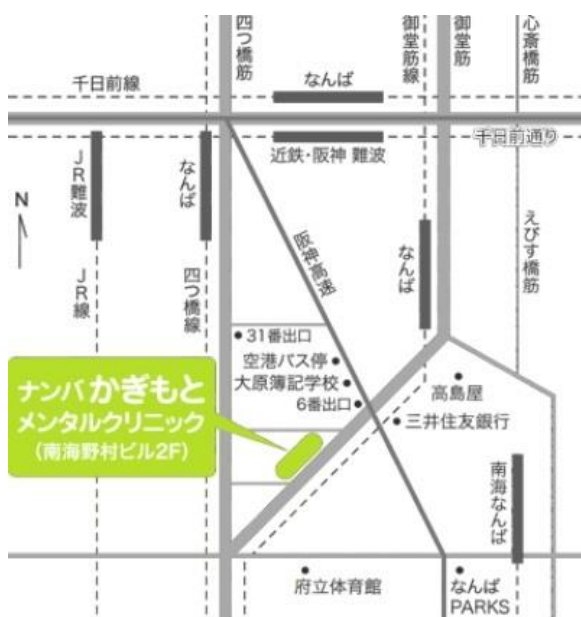 四つ橋筋
御堂筋線
御堂筋
心斎橋筋
千日前線
なんば
千日前通り
近鉄・阪神 難波
JR難波
なんば
N
阪神高速
なんば
えびす橋筋
JR線
四つ橋線
31番出口
空港バス停
大原簿記学校
6番出口
高島屋
三井住友銀行
ナンバ かぎもと
メンタルクリニック
(南海野村ビル2F)
南海なんば
府立体育館
なんば
PARKS